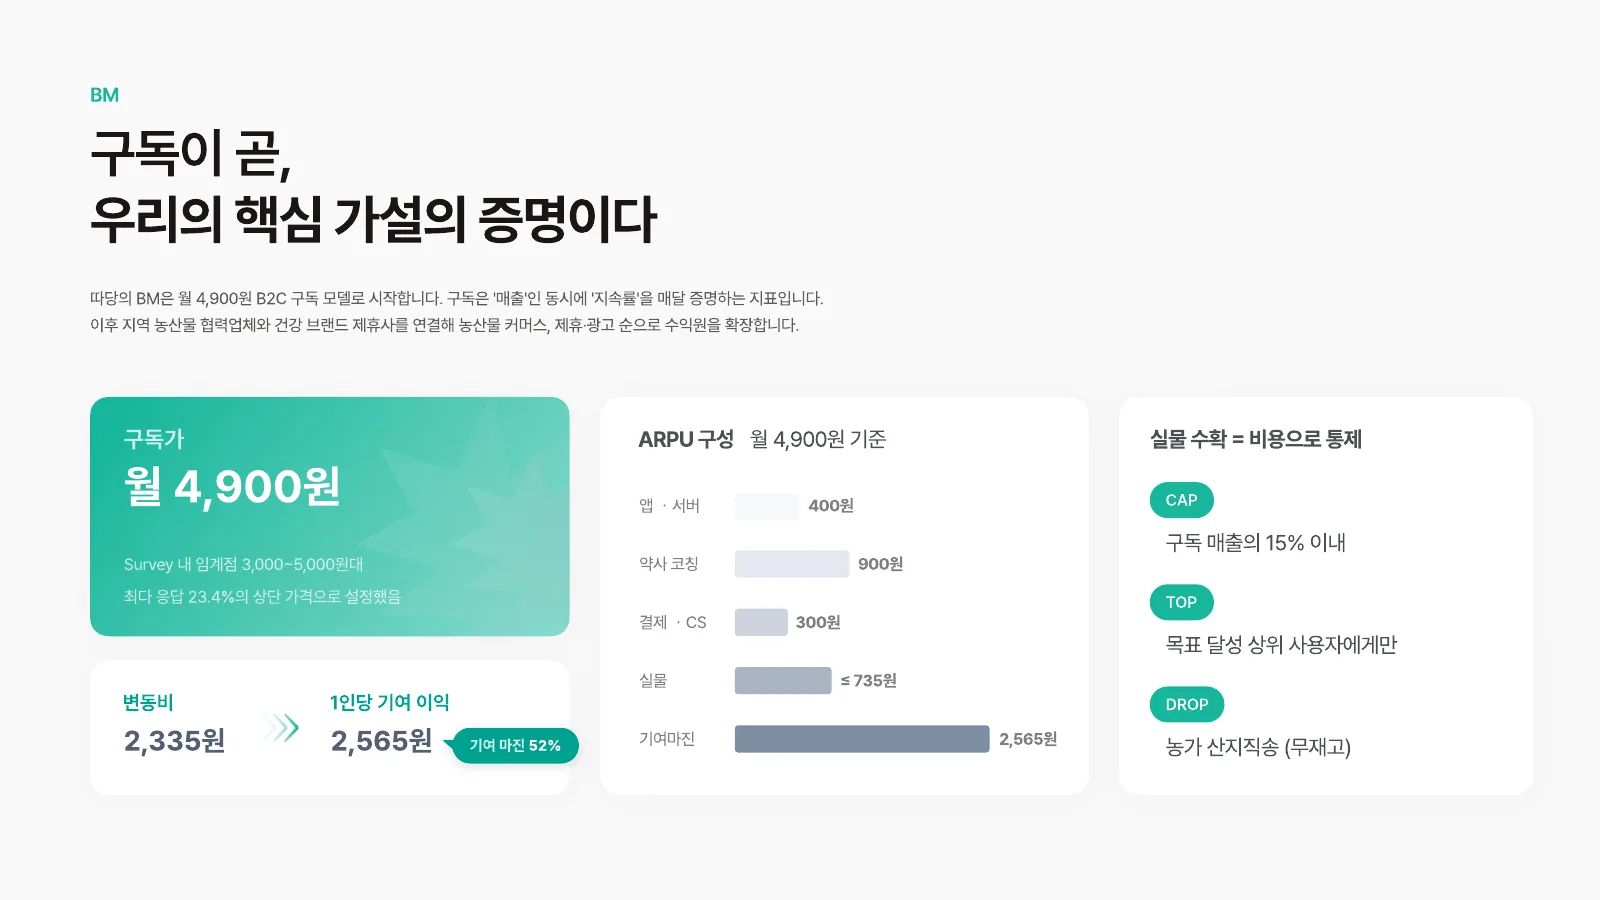 BM
구독이 곧,
우리의 핵심 가설의 증명이다
따당의 BM은 월 4,900원 B2C 구독 모델로 시작합니다. 구독은 '매출'인 동시에 '지속률'을 매달 증명하는 지표입니다.
이후 지역 농산물 협력업체와 건강 브랜드 제휴사를 연결해 농산물 커머스, 제휴·광고 순으로 수익원을 확장합니다.
구독가
월 4,900원
Survey 내 임계점 3,000~5,000원대
최다 응답 23.4%의 상단 가격으로 설정했음
변동비
2,335원
1인당 기여 이익
2,565원
기여 마진 52%
ARPU 구성 월 4,900원 기준
앱 · 서버 400원
약사 코칭 900원
결제 · CS 300원
실물 ≤ 735원
기여마진 2,565원
실물 수확 = 비용으로 통제
CAP
구독 매출의 15% 이내
TOP
목표 달성 상위 사용자에게만
DROP
농가 산지직송 (무재고)